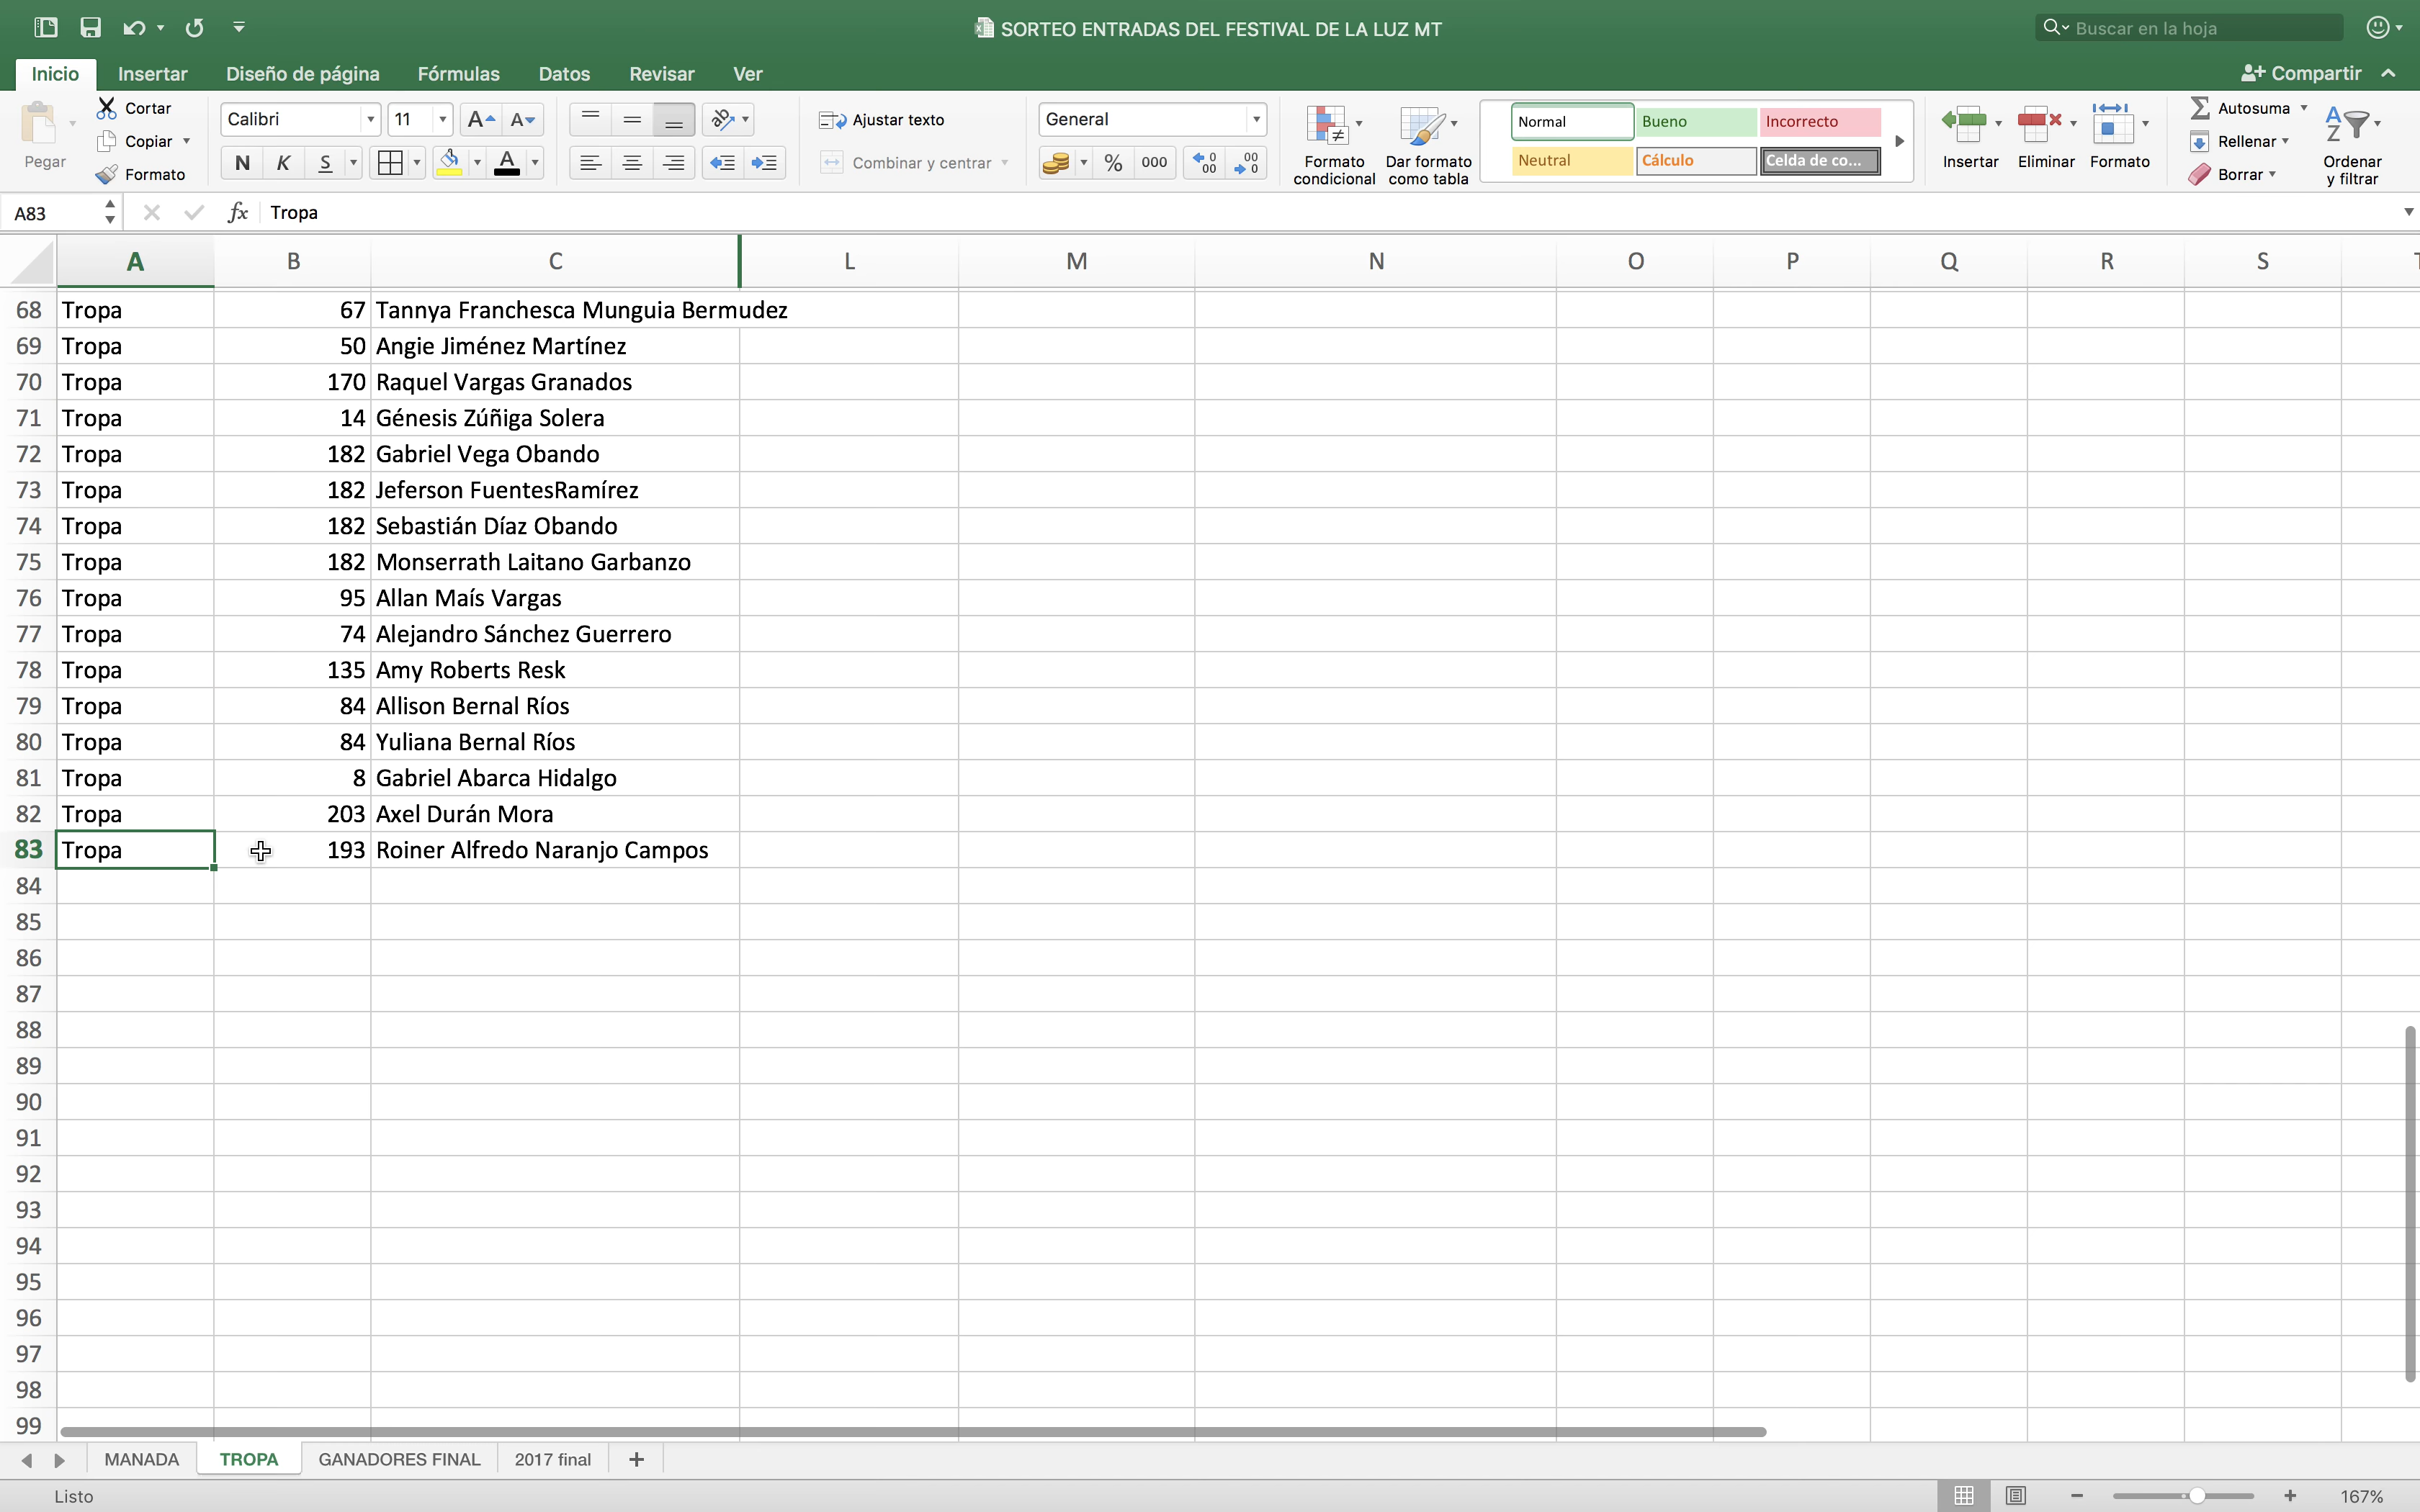 SORTEO ENTRADAS DEL FESTIVAL DE LA LUZ MT
Buscar en la hoja
Inicio Insertar Diseño de página Fórmulas Datos Revisar Ver Compartir
Pegar
Cortar
Copiar
Formato
Calibri 11
N K S A
Ajustar texto
Combinar y centrar
General
% 000
Formato condicional
Dar formato como tabla
Normal Bueno Incorrecto
Neutral Cálculo Celda de co...
Insertar Eliminar Formato
Autosuma
Rellenar
Borrar
Ordenar y filtrar
A83 fx Tropa
A B C L M N O P Q R S
68 Tropa 67 Tannya Franchesca Munguia Bermudez
69 Tropa 50 Angie Jiménez Martínez
70 Tropa 170 Raquel Vargas Granados
71 Tropa 14 Génesis Zúñiga Solera
72 Tropa 182 Gabriel Vega Obando
73 Tropa 182 Jeferson FuentesRamírez
74 Tropa 182 Sebastián Díaz Obando
75 Tropa 182 Monserrath Laitano Garbanzo
76 Tropa 95 Allan Maís Vargas
77 Tropa 74 Alejandro Sánchez Guerrero
78 Tropa 135 Amy Roberts Resk
79 Tropa 84 Allison Bernal Ríos
80 Tropa 84 Yuliana Bernal Ríos
81 Tropa 8 Gabriel Abarca Hidalgo
82 Tropa 203 Axel Durán Mora
83 Tropa 193 Roiner Alfredo Naranjo Campos
84
85
86
87
88
89
90
91
92
93
94
95
96
97
98
99
MANADA TROPA GANADORES FINAL 2017 final +
Listo 167%